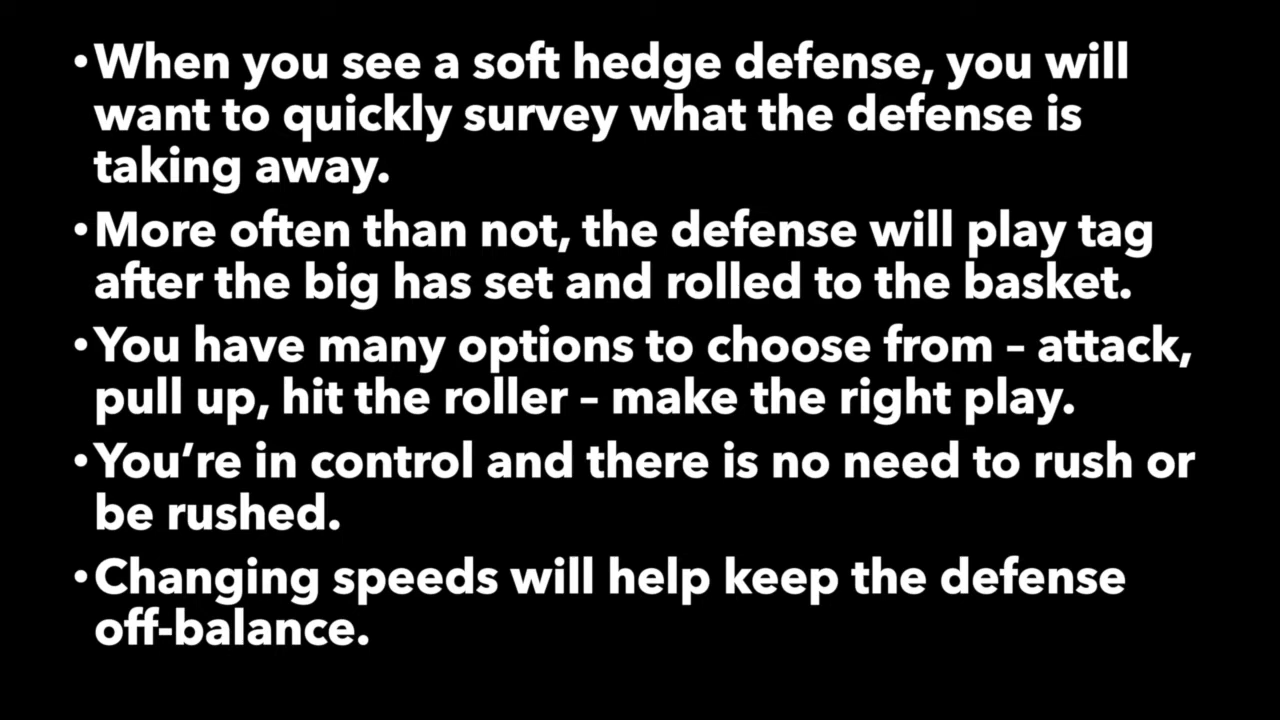 •When you see a soft hedge defense, you will
want to quickly survey what the defense is
taking away.
•More often than not, the defense will play tag
after the big has set and rolled to the basket.
•You have many options to choose from – attack,
pull up, hit the roller – make the right play.
•You’re in control and there is no need to rush or
be rushed.
•Changing speeds will help keep the defense
off-balance.